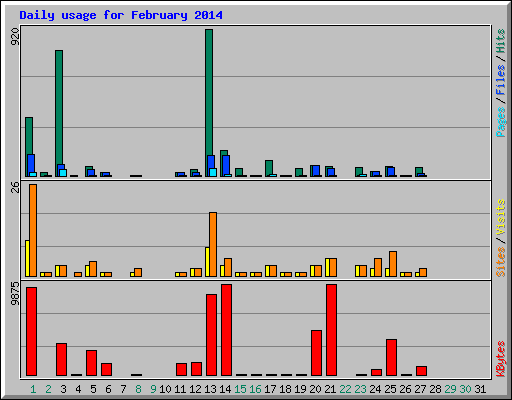 Daily usage for February 2014
920
26
9875
Pages / Files / Hits
Sites / Visits
KBytes
1 2 3 4 5 6 7 8 9 10 11 12 13 14 15 16 17 18 19 20 21 22 23 24 25 26 27 28 29 30 31